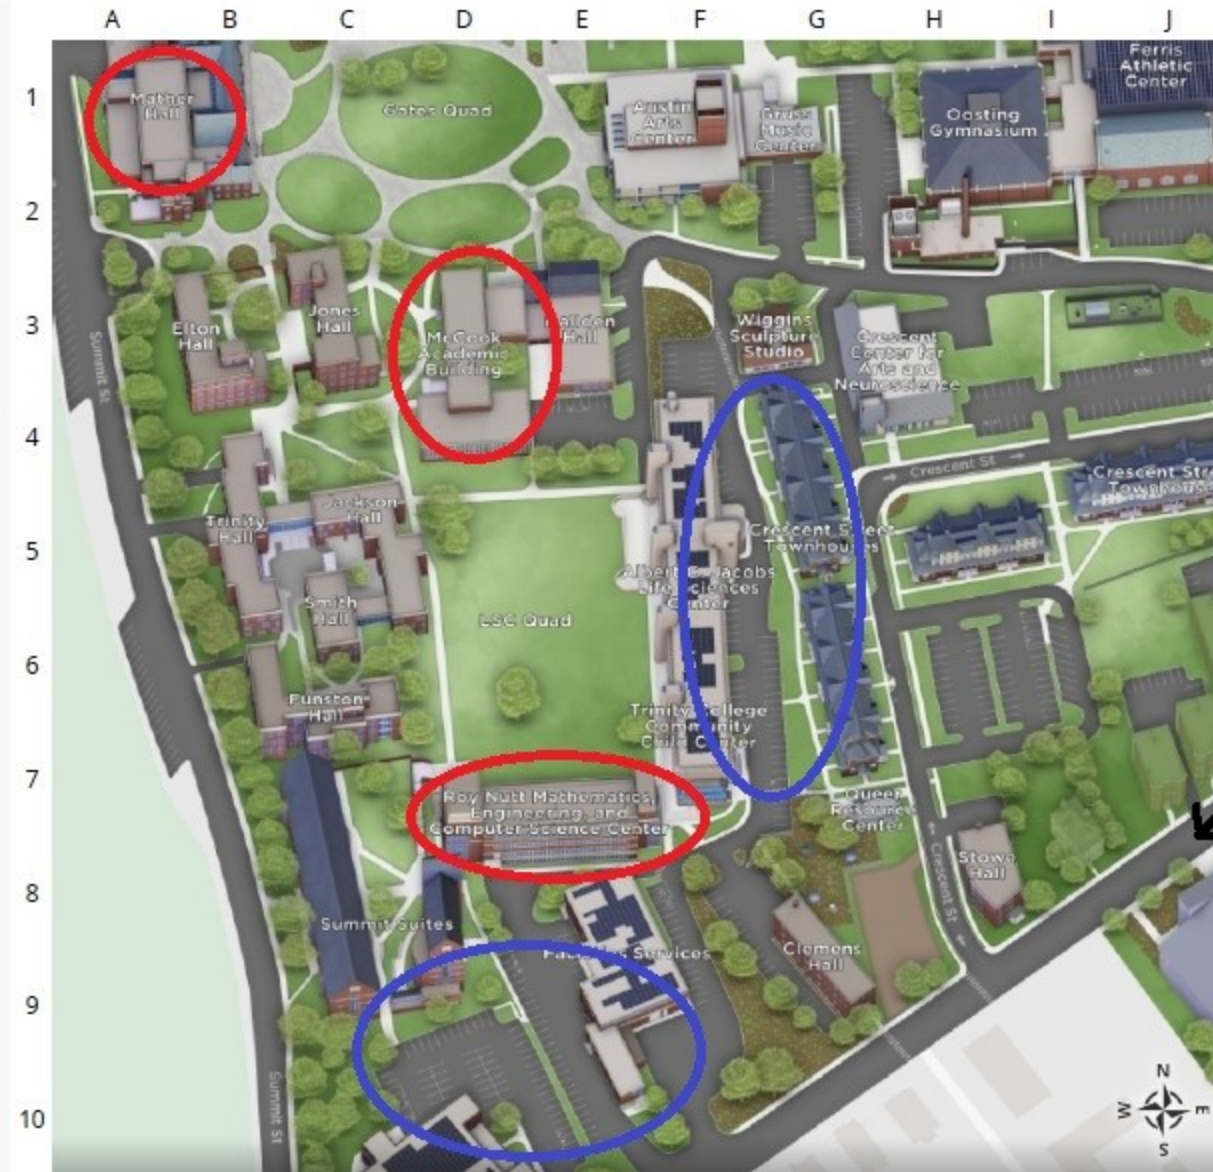 A B C D E F G H I J
1
2
3
4
5
6
7
8
9
10
Mather
Hall
Gates Quad
Austin
Arts
Center
Gruss
Music
Center
Oosting
Gymnasium
Ferris
Athletic
Center
Elton
Hall
Jones
Hall
McCook
Academic
Building
Hallden
Hall
Wiggins
Sculpture
Studio
Crescent
Center for
Arts and
Neuroscience
Summit St
Crescent St
Crescent Street
Townhouses
Trinity
Hall
Jackson
Hall
Crescent Street
Townhouses
Albert C. Jacobs
Life Sciences
Center
Smith
Hall
LSC Quad
Funston
Hall
Trinity College
Community
Child Center
Roy Nutt Mathematics,
Engineering, and
Computer Science Center
Queer
Resource
Center
Stowe
Hall
Crescent St
Summit Suites
Facilities Services
Clemens
Hall
Summit St
N
W
E
S